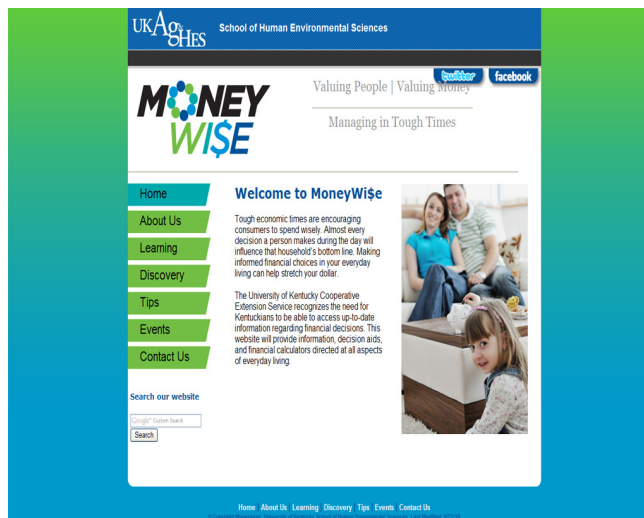 UKAg HES School of Human Environmental Sciences
twitter facebook
MONEY
WI$E
Valuing People | Valuing Money
Managing in Tough Times
Home
About Us
Learning
Discovery
Tips
Events
Contact Us
Search our website
Google™ Custom Search
Search
Welcome to MoneyWi$e
Tough economic times are encouraging
consumers to spend wisely. Almost every
decision a person makes during the day will
influence that household's bottom line. Making
informed financial choices in your everyday
living can help stretch your dollar.
The University of Kentucky Cooperative
Extension Service recognizes the need for
Kentuckians to be able to access up-to-date
information regarding financial decisions. This
website will provide information, decision aids,
and financial calculators directed at all aspects
of everyday living.
Home About Us Learning Discovery Tips Events Contact Us